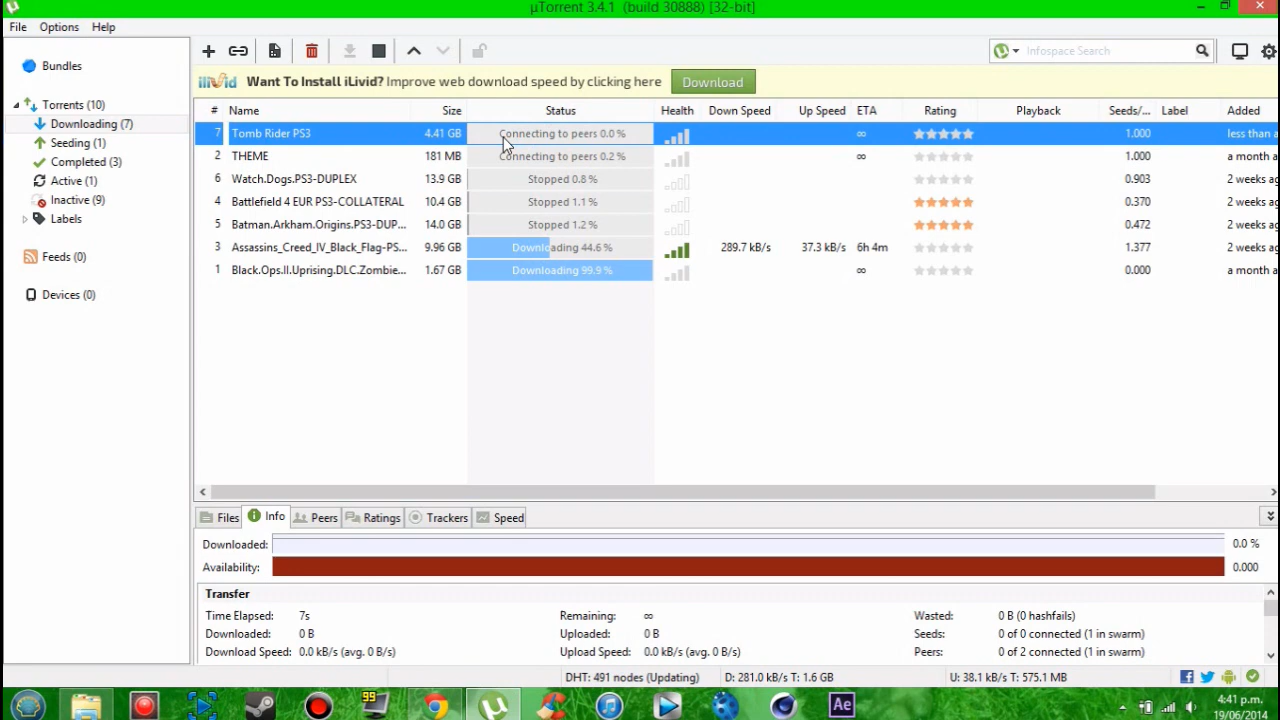 µTorrent 3.4.1 (build 30888) [32-bit]
File Options Help
Infospace Search
Bundles
Torrents (10)
Downloading (7)
Seeding (1)
Completed (3)
Active (1)
Inactive (9)
Labels
Feeds (0)
Devices (0)
iLivid Want To Install iLivid? Improve web download speed by clicking here Download
# Name Size Status Health Down Speed Up Speed ETA Rating Playback Seeds/... Label Added
7 Tomb Rider PS3 4.41 GB Connecting to peers 0.0 % ∞ 1.000 less than a
2 THEME 181 MB Connecting to peers 0.2 % ∞ 1.000 a month a
6 Watch.Dogs.PS3-DUPLEX 13.9 GB Stopped 0.8 % 0.903 2 weeks ag
4 Battlefield 4 EUR PS3-COLLATERAL 10.4 GB Stopped 1.1 % 0.370 2 weeks ag
5 Batman.Arkham.Origins.PS3-DUP... 14.0 GB Stopped 1.2 % 0.472 2 weeks ag
3 Assassins_Creed_IV_Black_Flag-PS... 9.96 GB Downloading 44.6 % 289.7 kB/s 37.3 kB/s 6h 4m 1.377 2 weeks ag
1 Black.Ops.II.Uprising.DLC.Zombie... 1.67 GB Downloading 99.9 % 0.000 a month a
Files Info Peers Ratings Trackers Speed
Downloaded: 0.0 %
Availability: 0.000
Transfer
Time Elapsed: 7s Remaining: ∞ Wasted: 0 B (0 hashfails)
Downloaded: 0 B Uploaded: 0 B Seeds: 0 of 0 connected (1 in swarm)
Download Speed: 0.0 kB/s (avg. 0 B/s) Upload Speed: 0.0 kB/s (avg. 0 B/s) Peers: 0 of 2 connected (1 in swarm)
DHT: 491 nodes (Updating) D: 281.0 kB/s T: 1.6 GB U: 38.1 kB/s T: 575.1 MB
99
Ae
4:41 p.m.
19/06/2014